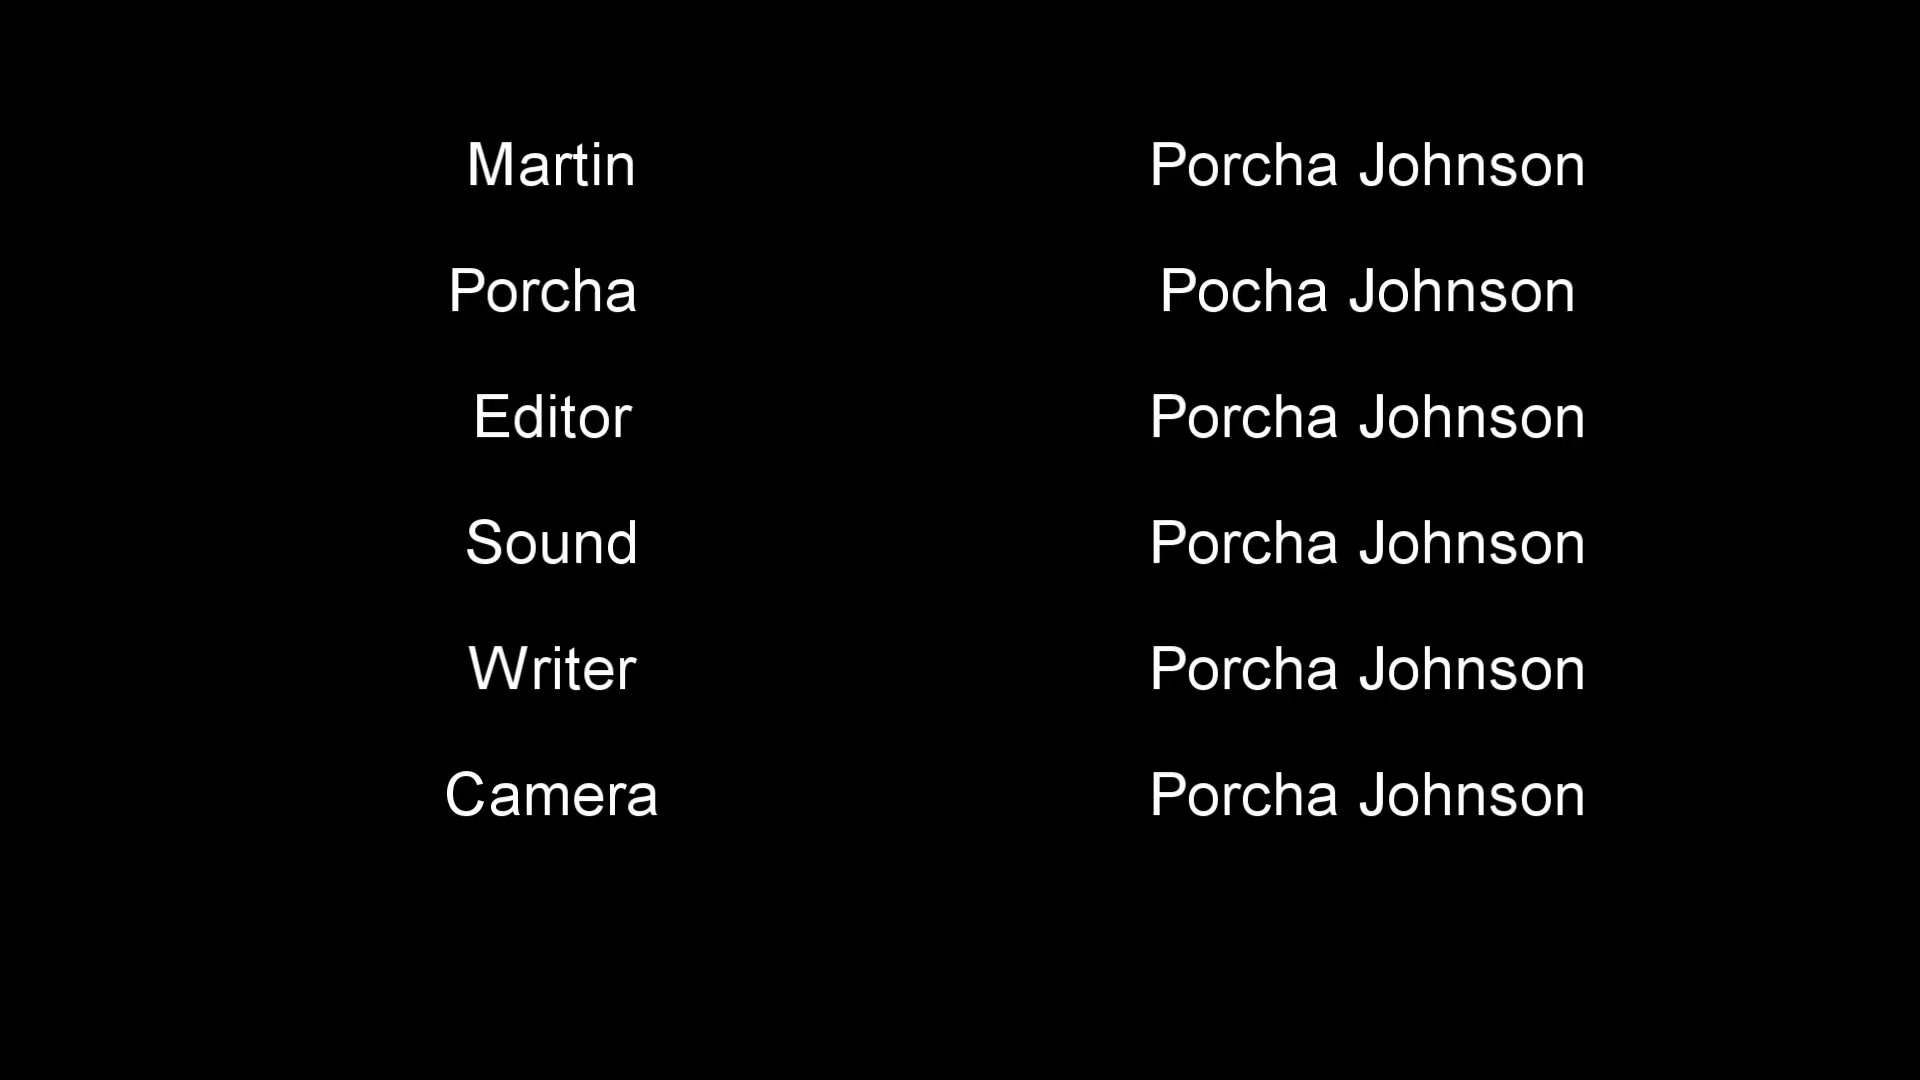 Martin Porcha Johnson
Porcha Pocha Johnson
Editor Porcha Johnson
Sound Porcha Johnson
Writer Porcha Johnson
Camera Porcha Johnson